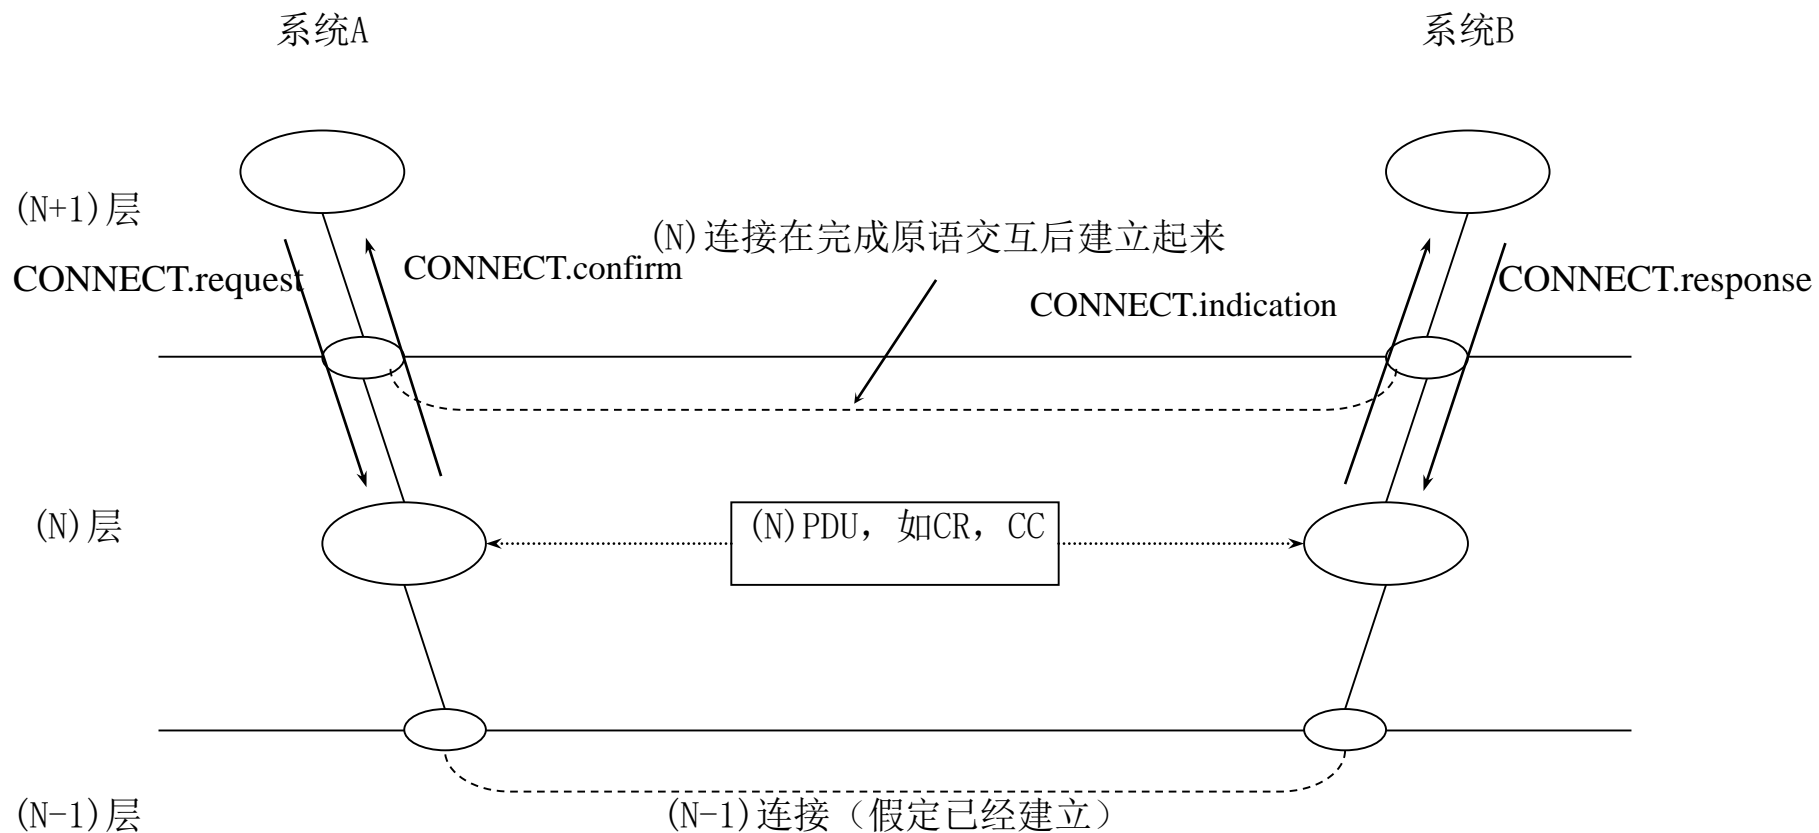 系统A
系统B
(N+1)层
(N)连接在完成原语交互后建立起来
CONNECT.request
CONNECT.confirm
CONNECT.indication
CONNECT.response
(N)层
(N)PDU，如CR，CC
(N-1)层
(N-1)连接（假定已经建立）